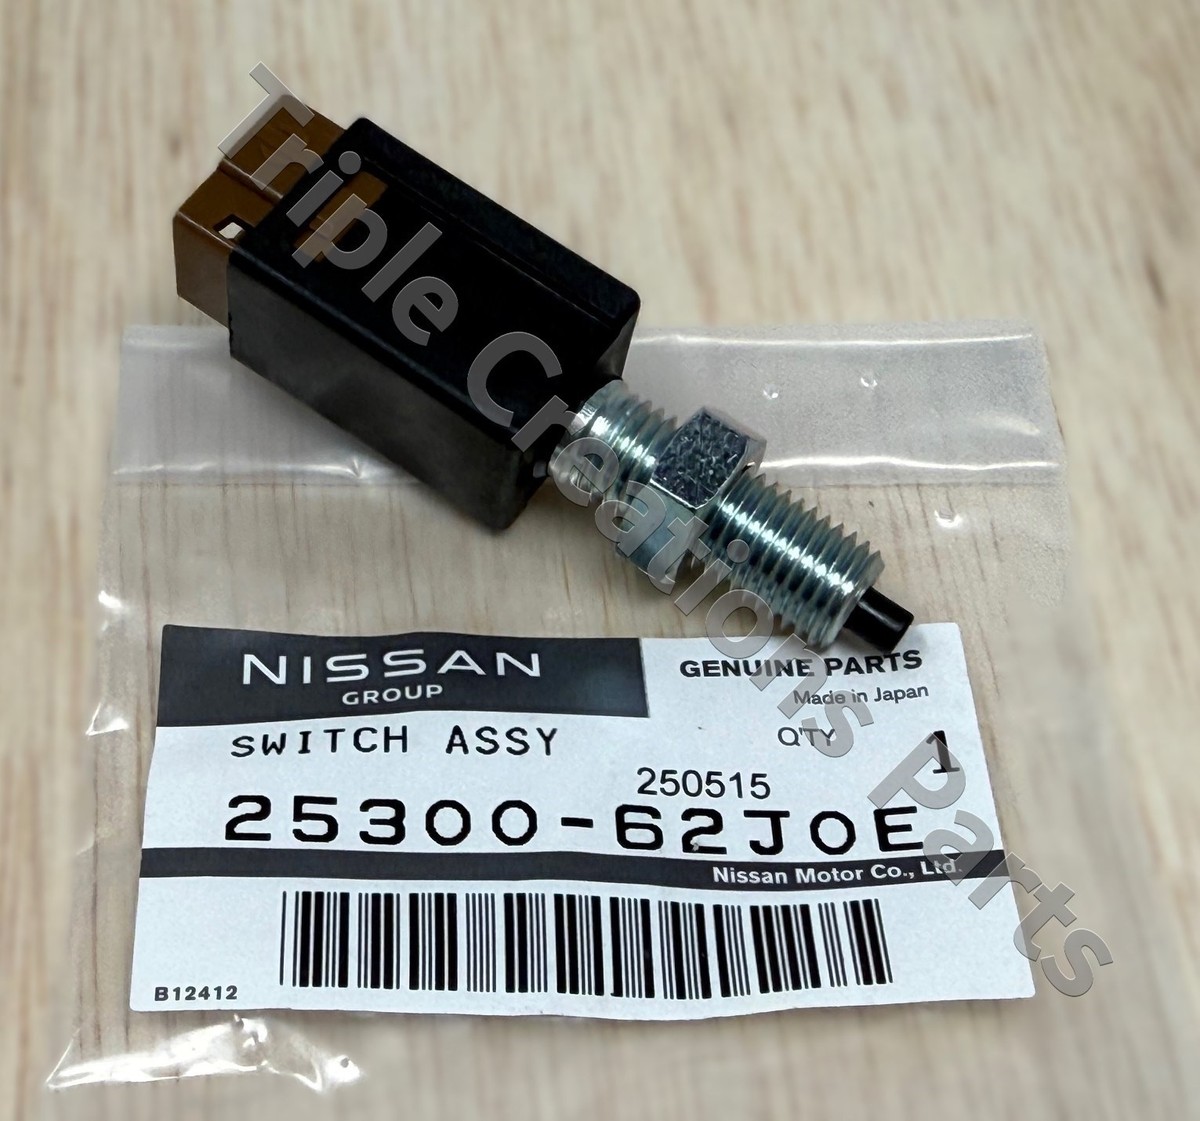 Triple Creations Parts
NISSAN
GROUP
GENUINE PARTS
Made in Japan
SWITCH ASSY
Q'TY 1
250515
25300-62J0E
Nissan Motor Co., Ltd.
B12412